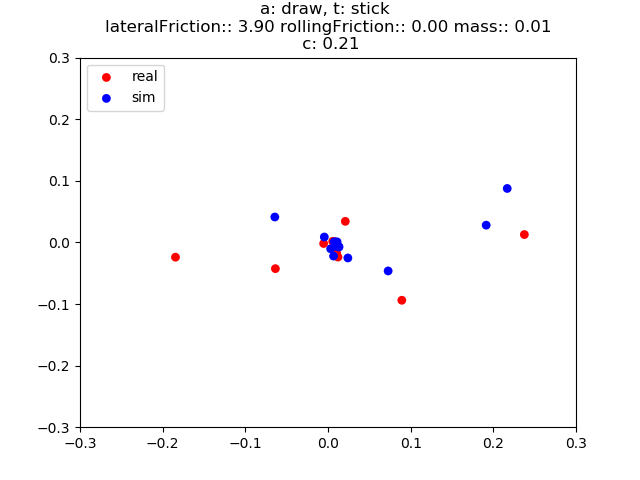 a: draw, t: stick
lateralFriction:: 3.90 rollingFriction:: 0.00 mass:: 0.01
c: 0.21
real
sim
0.3
0.2
0.1
0.0
−0.1
−0.2
−0.3
−0.3
−0.2
−0.1
0.0
0.1
0.2
0.3